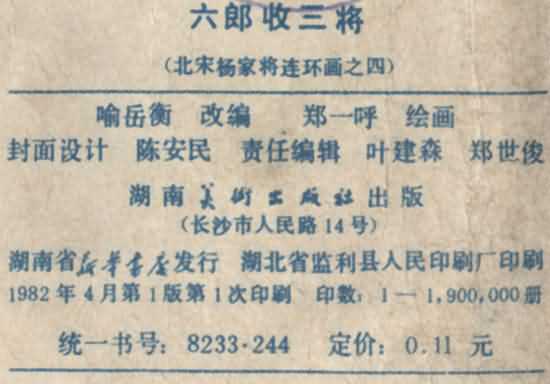 六郎收三将
(北宋杨家将连环画之四)
喻岳衡 改编 郑一呼 绘画
封面设计 陈安民 责任编辑 叶建森 郑世俊
湖南美术出版社出版
(长沙市人民路14号)
湖南省新华书店发行 湖北省监利县人民印刷厂印刷
1982年4月第1版第1次印刷 印数:1—1,900,000册
统一书号:8233·244 定价:0.11元